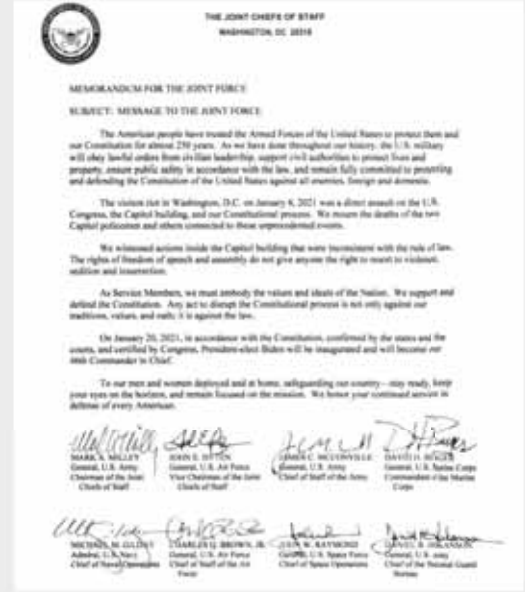 THE JOINT CHIEFS OF STAFF
WASHINGTON, DC 20318
MEMORANDUM FOR THE JOINT FORCE
SUBJECT: MESSAGE TO THE JOINT FORCE
The American people have trusted the Armed Forces of the United States to protect them and
our Constitution for almost 250 years. As we have done throughout our history, the U.S. military
will obey lawful orders from civilian leadership, support civil authorities to protect lives and
property, ensure public safety in accordance with the law, and remain fully committed to protecting
and defending the Constitution of the United States against all enemies, foreign and domestic.
The violent riot in Washington, D.C. on January 6, 2021 was a direct assault on the U.S.
Congress, the Capitol building, and our Constitutional process. We mourn the deaths of the two
Capitol policemen and others connected to these unprecedented events.
We witnessed actions inside the Capitol building that were inconsistent with the rule of law.
The rights of freedom of speech and assembly do not give anyone the right to resort to violence,
sedition and insurrection.
As Service Members, we must embody the values and ideals of the Nation. We support and
defend the Constitution. Any act to disrupt the Constitutional process is not only against our
traditions, values, and oath; it is against the law.
On January 20, 2021, in accordance with the Constitution, confirmed by the states and the
courts, and certified by Congress, President-elect Biden will be inaugurated and will become our
46th Commander in Chief.
To our men and women deployed and at home, safeguarding our country—stay ready, keep
your eyes on the horizon, and remain focused on the mission. We honor your continued service in
defense of every American.
MARK A. MILLEY JOHN E. HYTEN JAMES C. MCCONVILLE DAVID H. BERGER
General, U.S. Army General, U.S. Air Force General, U.S. Army General, U.S. Marine Corps
Chairman of the Joint Vice Chairman of the Joint Chief of Staff of the Army Commandant of the Marine
Chiefs of Staff Chiefs of Staff Corps
MICHAEL M. GILDAY CHARLES Q. BROWN, JR. JOHN W. RAYMOND DANIEL R. HOKANSON
Admiral, U.S. Navy General, U.S. Air Force General, U.S. Space Force General, U.S. Army
Chief of Naval Operations Chief of Staff of the Air Chief of Space Operations Chief of the National Guard
Force Bureau